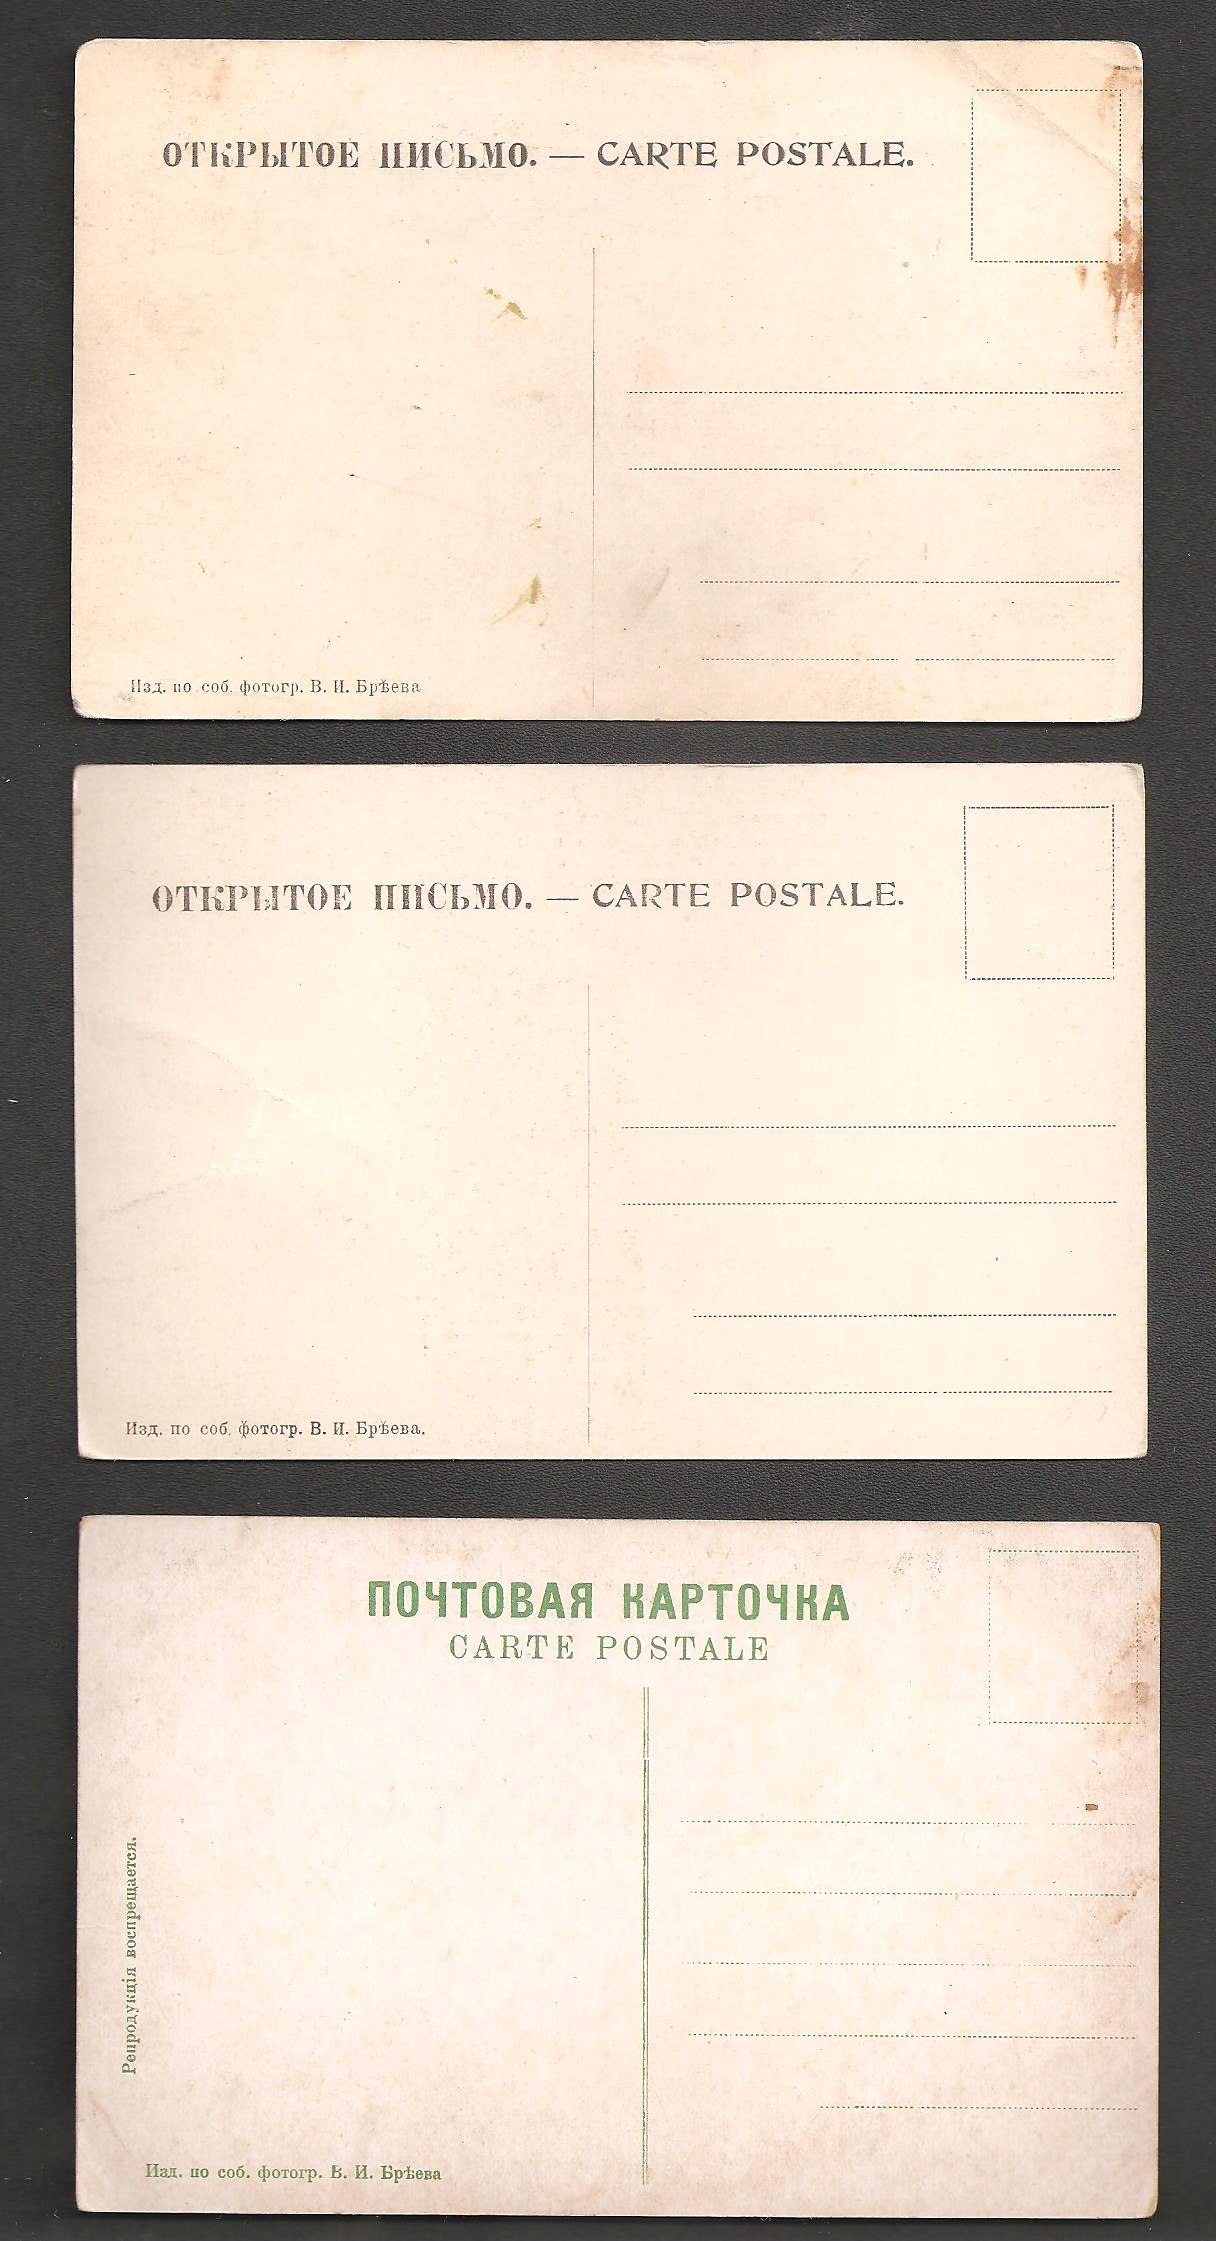 ОТКРЫТОЕ ПИСЬМО. — CARTE POSTALE.
Изд. по соб. фотогр. В. И. Брѣева
ОТКРЫТОЕ ПИСЬМО. — CARTE POSTALE.
Изд. по соб. фотогр. В. И. Брѣева.
ПОЧТОВАЯ КАРТОЧКА
CARTE POSTALE
Репродукція воспрещается.
Изд. по соб. фотогр. В. И. Брѣева